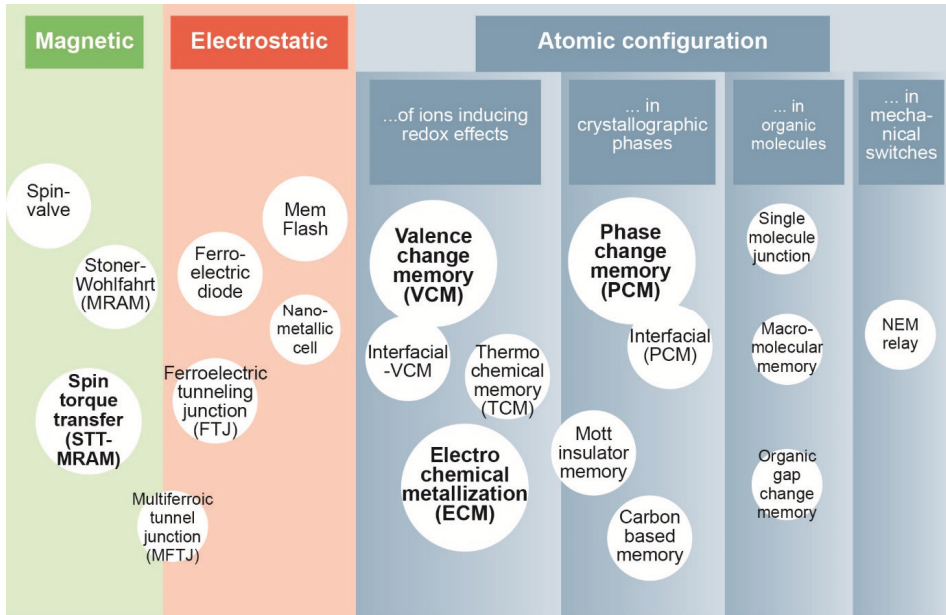 Magnetic
Electrostatic
Atomic configuration
...of ions inducing
redox effects
... in
crystallographic
phases
... in
organic
molecules
... in
mecha-
nical
switches
Spin-
valve
Stoner-
Wohlfahrt
(MRAM)
Spin
torque
transfer
(STT-
MRAM)
Multiferroic
tunnel
junction
(MFTJ)
Mem
Flash
Ferro-
electric
diode
Nano-
metallic
cell
Ferroelectric
tunneling
junction
(FTJ)
Valence
change
memory
(VCM)
Interfacial
-VCM
Thermo
chemical
memory
(TCM)
Electro
chemical
metallization
(ECM)
Phase
change
memory
(PCM)
Interfacial
(PCM)
Mott
insulator
memory
Carbon
based
memory
Single
molecule
junction
Macro-
molecular
memory
Organic
gap
change
memory
NEM
relay